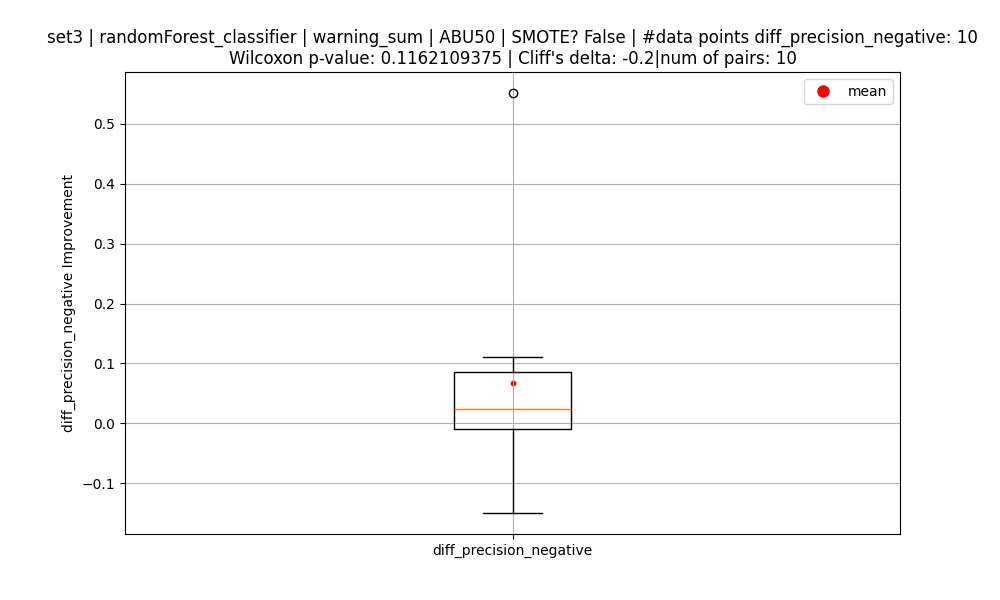 set3 | randomForest_classifier | warning_sum | ABU50 | SMOTE? False | #data points diff_precision_negative: 10
Wilcoxon p-value: 0.1162109375 | Cliff's delta: -0.2|num of pairs: 10
mean
0.5
0.4
0.3
0.2
0.1
0.0
−0.1
diff_precision_negative Improvement
diff_precision_negative